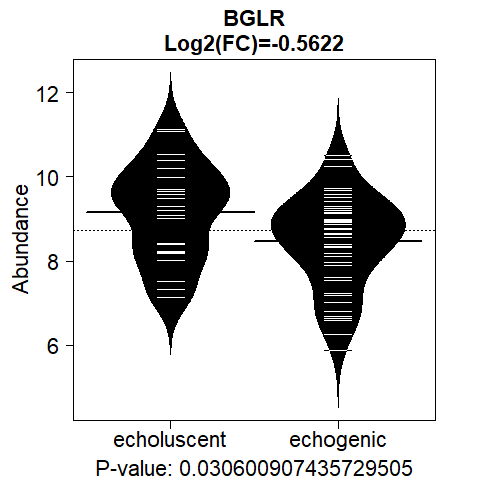 BGLR
Log2(FC)=-0.5622
12
10
8
6
Abundance
echoluscent echogenic
P-value: 0.030600907435729505